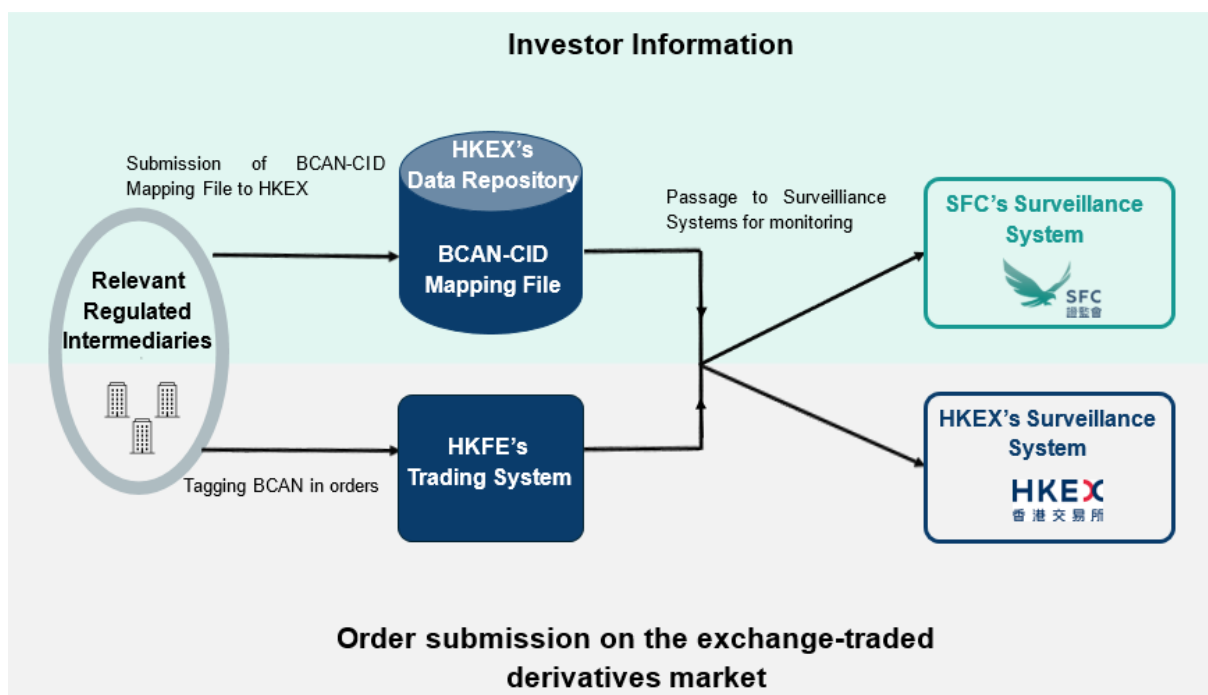 Investor Information
Submission of BCAN-CID
Mapping File to HKEX
HKEX's
Data Repository
BCAN-CID
Mapping File
Passage to Surveilliance
Systems for monitoring
SFC's Surveillance
System
SFC
證監會
Relevant
Regulated
Intermediaries
Tagging BCAN in orders
HKFE's
Trading System
HKEX's Surveillance
System
HKEX
香港交易所
Order submission on the exchange-traded
derivatives market